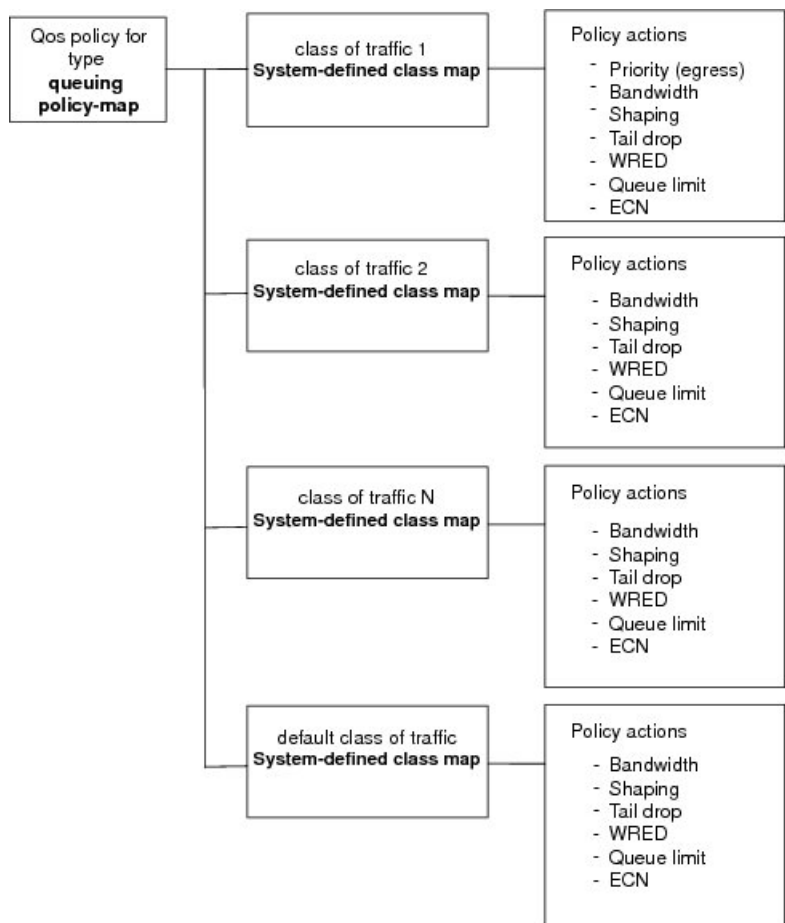 Qos policy for
type
queuing
policy-map
class of traffic 1
System-defined class map
Policy actions
- Priority (egress)
- Bandwidth
- Shaping
- Tail drop
- WRED
- Queue limit
- ECN
class of traffic 2
System-defined class map
Policy actions
- Bandwidth
- Shaping
- Tail drop
- WRED
- Queue limit
- ECN
class of traffic N
System-defined class map
Policy actions
- Bandwidth
- Shaping
- Tail drop
- WRED
- Queue limit
- ECN
default class of traffic
System-defined class map
Policy actions
- Bandwidth
- Shaping
- Tail drop
- WRED
- Queue limit
- ECN